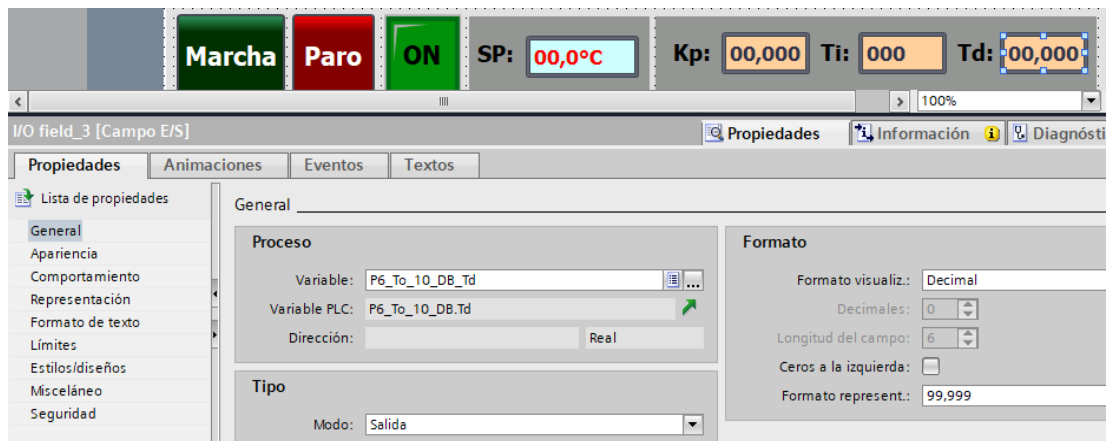 Marcha Paro ON SP: 00,0ºC Kp: 00,000 Ti: 000 Td: 00,000
100%
I/O field_3 [Campo E/S] Propiedades Información Diagnósti
Propiedades Animaciones Eventos Textos
Lista de propiedades
General
Apariencia
Comportamiento
Representación
Formato de texto
Límites
Estilos/diseños
Misceláneo
Seguridad
General
Proceso
Variable: P6_To_10_DB_Td ...
Variable PLC: P6_To_10_DB.Td
Dirección: Real
Tipo
Modo: Salida
Formato
Formato visualiz.: Decimal
Decimales: 0
Longitud del campo: 6
Ceros a la izquierda:
Formato represent.: 99,999